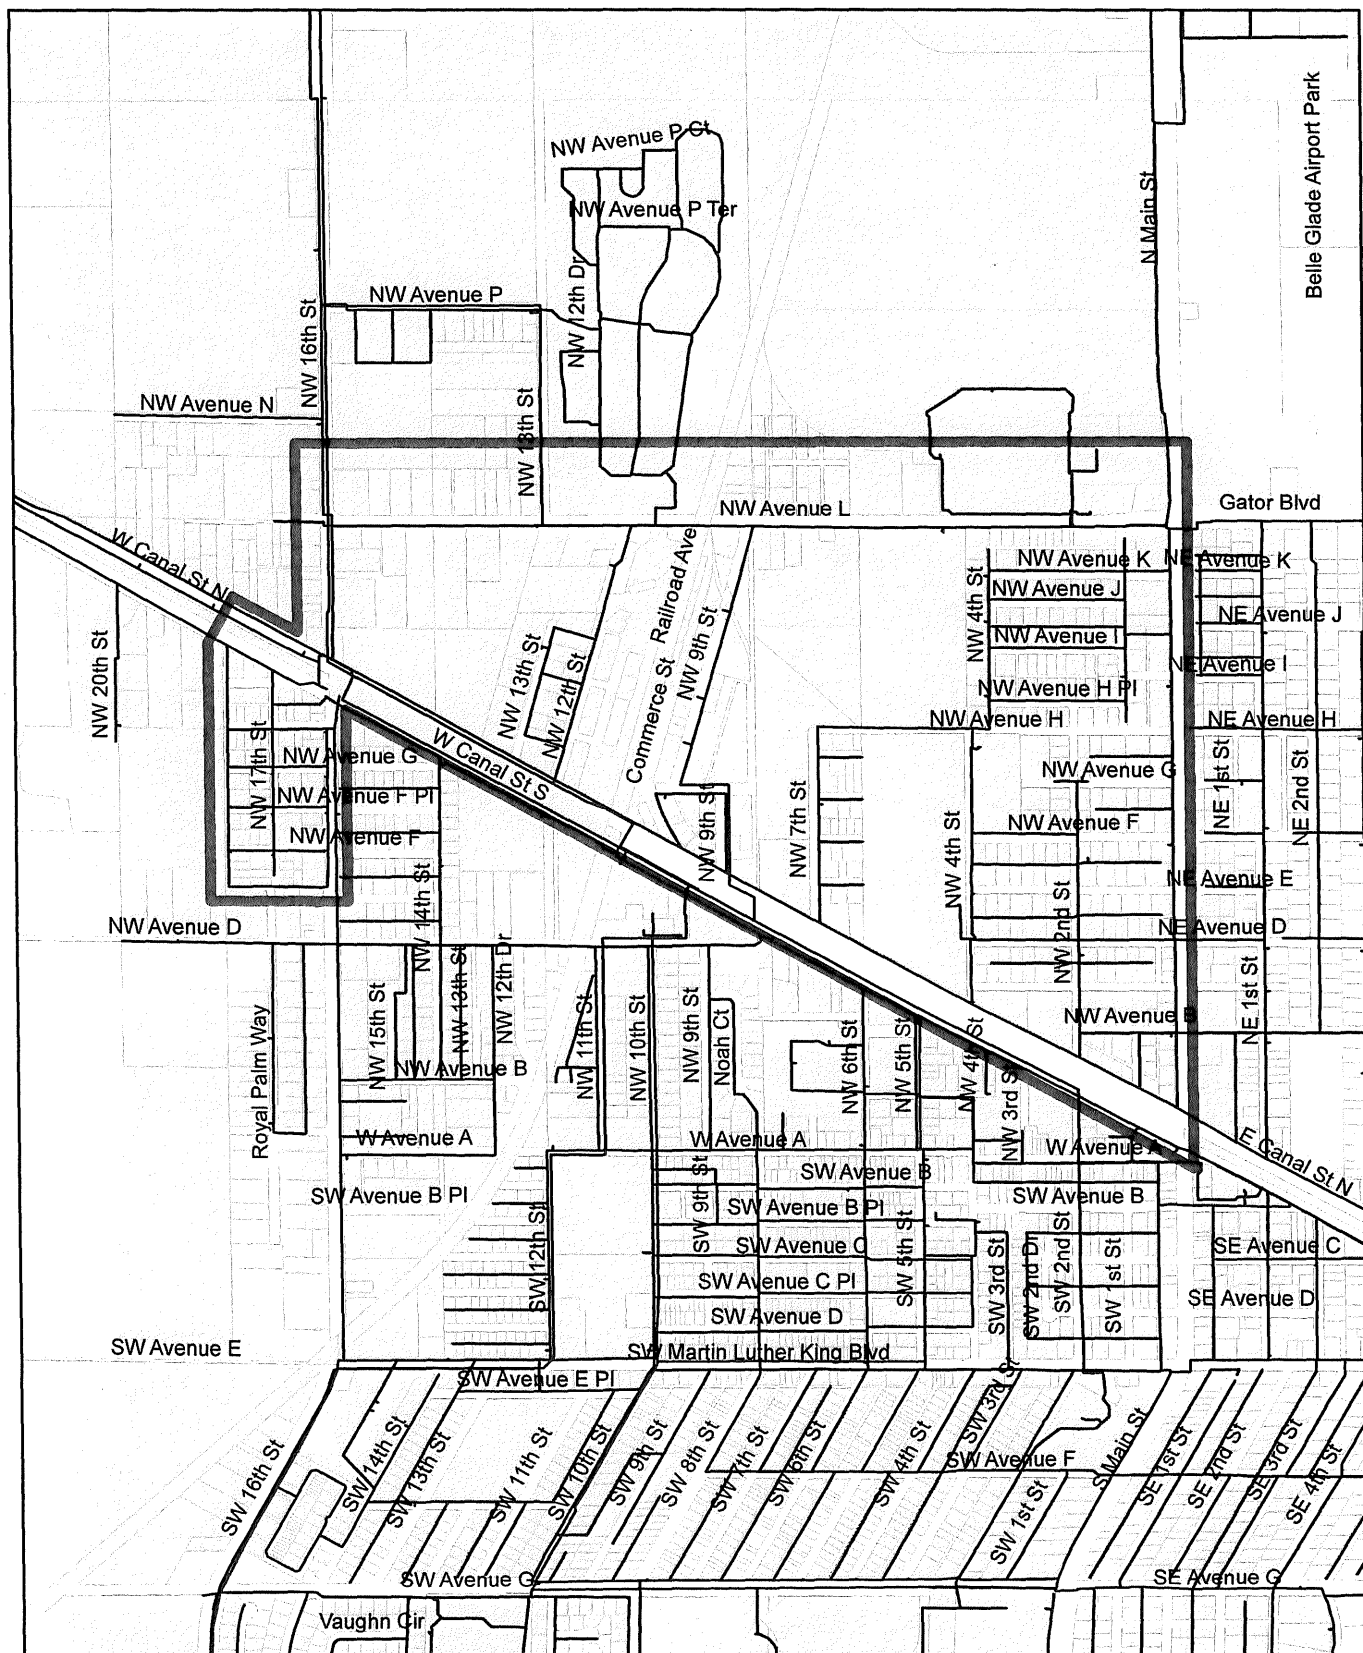 NW Avenue P Ct
NW Avenue P Ter
N Main St
Belle Glade Airport Park
NW Avenue P
NW 12th Dr
NW 16th St
NW Avenue N
NW 13th St
NW Avenue L
Gator Blvd
W Canal St N
NW Avenue K
NE Avenue K
NW 4th St
NW Avenue J
NE Avenue J
NW Avenue I
NE Avenue I
NW 20th St
NW 13th St
NW 12th St
Commerce St
Railroad Ave
NW 9th St
NW Avenue H Pl
NW Avenue H
NE Avenue H
NW 17th St
NW Avenue G
W Canal St S
NW Avenue G
NE 1st St
NE 2nd St
NW Avenue F Pl
NW Avenue F
NW 9th St
NW 7th St
NW 4th St
NW Avenue F
NE Avenue E
NW 14th St
NW Avenue D
NW 2nd St
NE Avenue D
NW 15th St
NW 13th St
NW 12th Dr
NW 11th St
NW 10th St
NW 9th St
Noah Ct
NW 6th St
NW 5th St
NW 4th St
NW 3rd St
NW Avenue B
NE 1st St
Royal Palm Way
NW Avenue B
W Avenue A
W Avenue A
W Avenue A
E Canal St N
SW Avenue B Pl
SW 9th St
SW Avenue B
SW Avenue B
SW Avenue B Pl
SW 12th St
SW Avenue C
SW 5th St
SW 3rd St
SW 2nd Dr
SW 2nd St
SW 1st St
SE Avenue C
SW Avenue C Pl
SW Avenue D
SE Avenue D
SW Avenue E
SW Martin Luther King Blvd
SW Avenue E Pl
SW 16th St
SW 14th St
SW 13th St
SW 11th St
SW 10th St
SW 9th St
SW 8th St
SW 7th St
SW 6th St
SW 4th St
SW 3rd St
SW Avenue F
S Main St
SE 1st St
SE 2nd St
SE 3rd St
SE 4th St
SW 1st St
SW Avenue G
SE Avenue G
Vaughn Cir